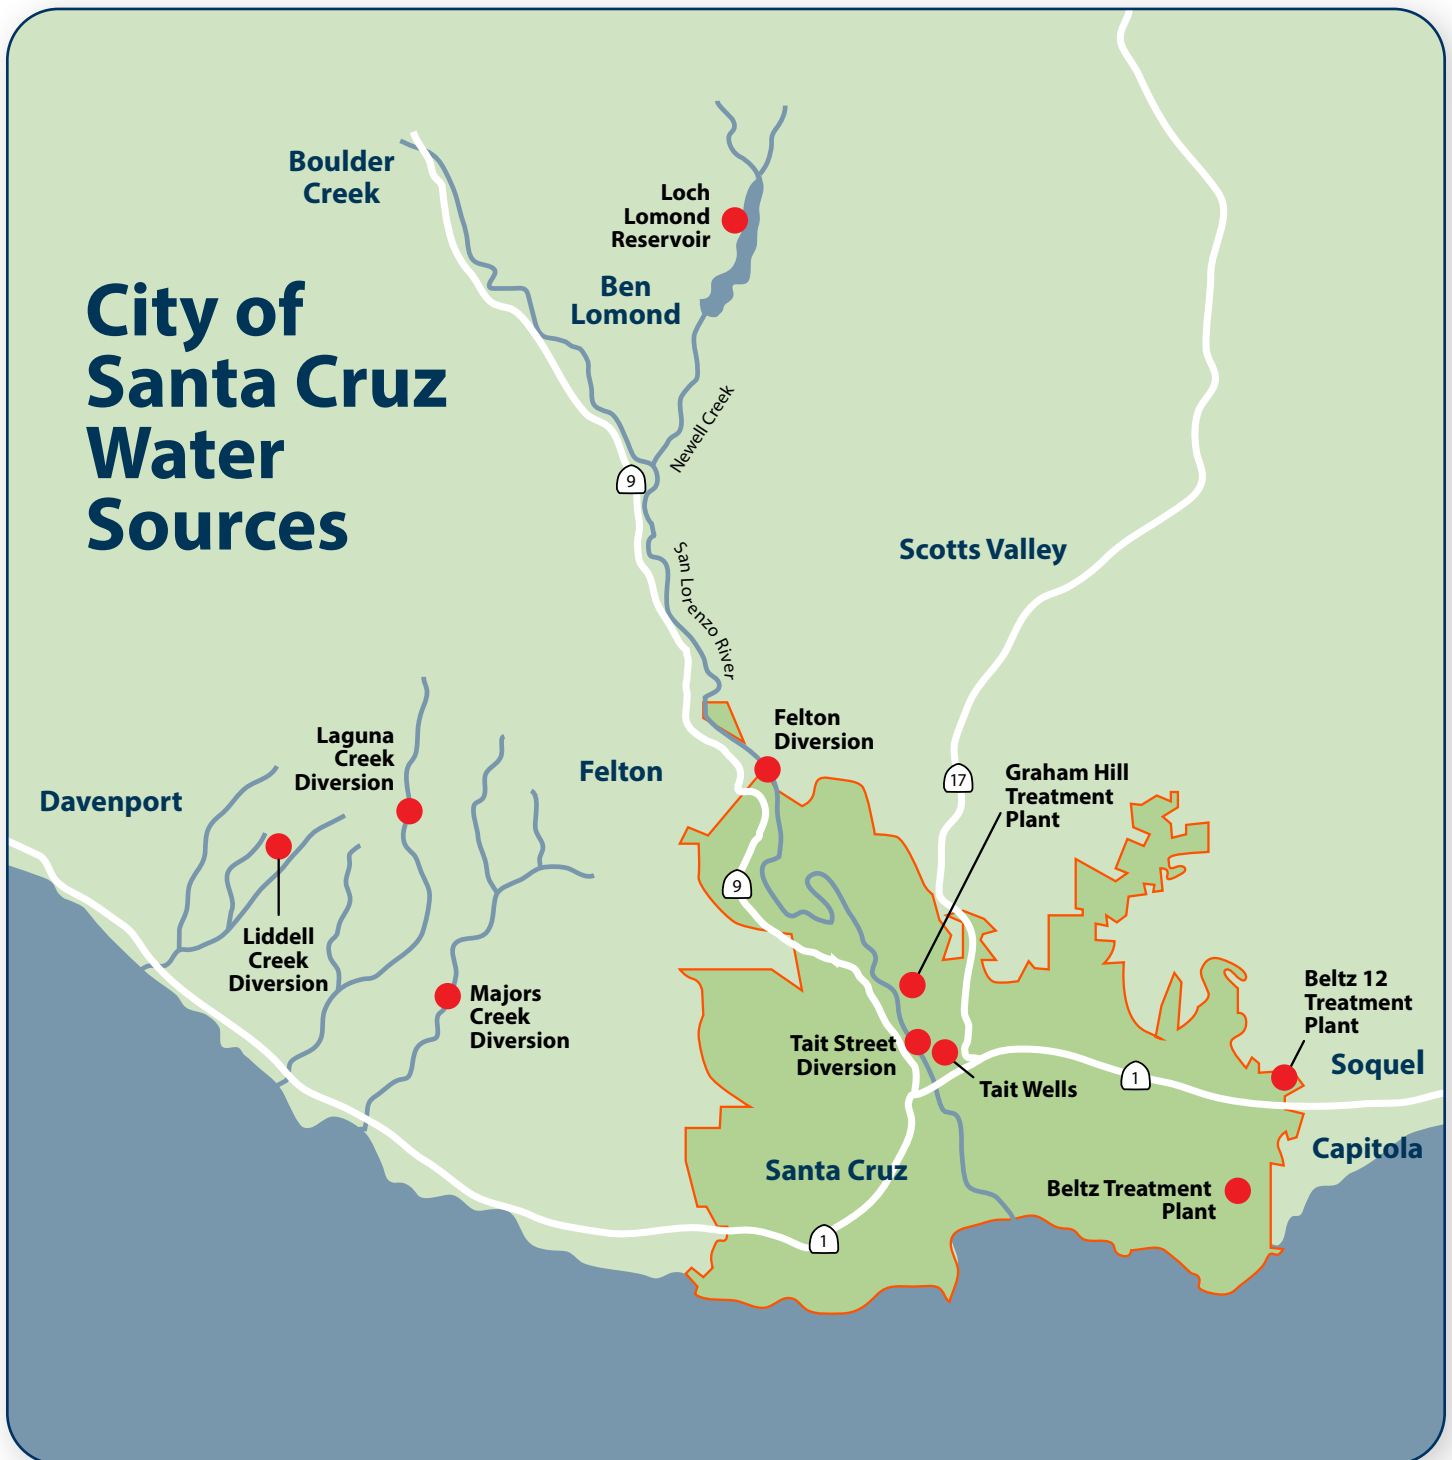 Boulder
Creek
Loch
Lomond
Reservoir
Ben
Lomond
City of
Santa Cruz
Water
Sources
Newell Creek
9
San Lorenzo River
Scotts Valley
Felton
Diversion
Laguna
Creek
Diversion
Felton
17
Graham Hill
Treatment
Plant
Davenport
9
Liddell
Creek
Diversion
Majors
Creek
Diversion
Beltz 12
Treatment
Plant
Tait Street
Diversion
Tait Wells
1
Soquel
Capitola
Santa Cruz
Beltz Treatment
Plant
1